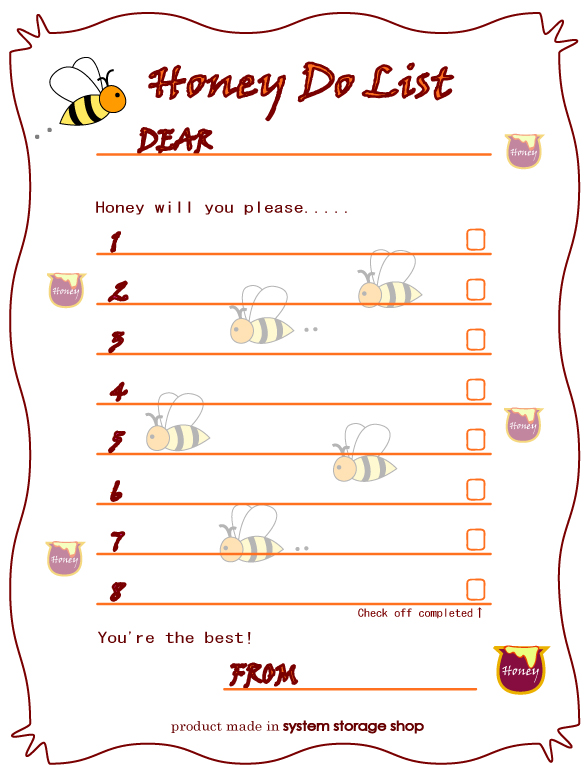 Honey Do List
DEAR
Honey
Honey will you please.....
1
2
Honey
3
4
5
Honey
6
7
Honey
8
Check off completed↑
You're the best!
FROM
Honey
product made in system storage shop